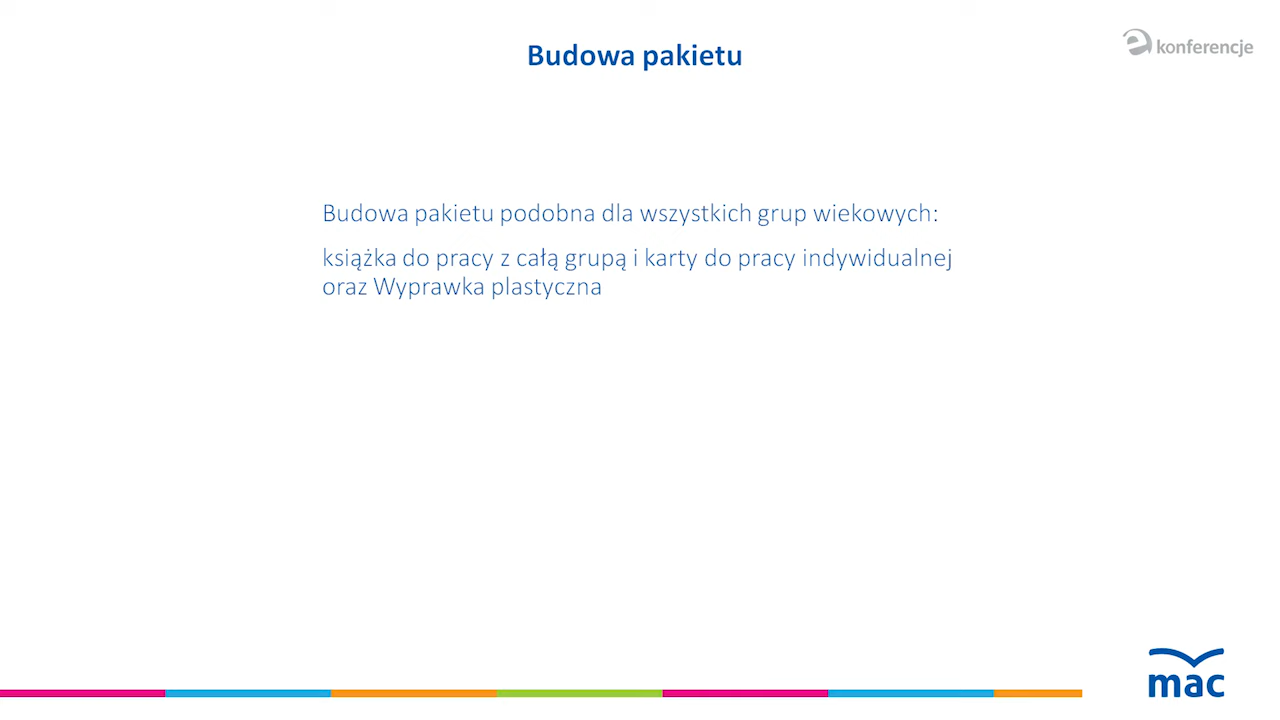 Budowa pakietu
e konferencje
Budowa pakietu podobna dla wszystkich grup wiekowych:
książka do pracy z całą grupą i karty do pracy indywidualnej
oraz Wyprawka plastyczna
mac